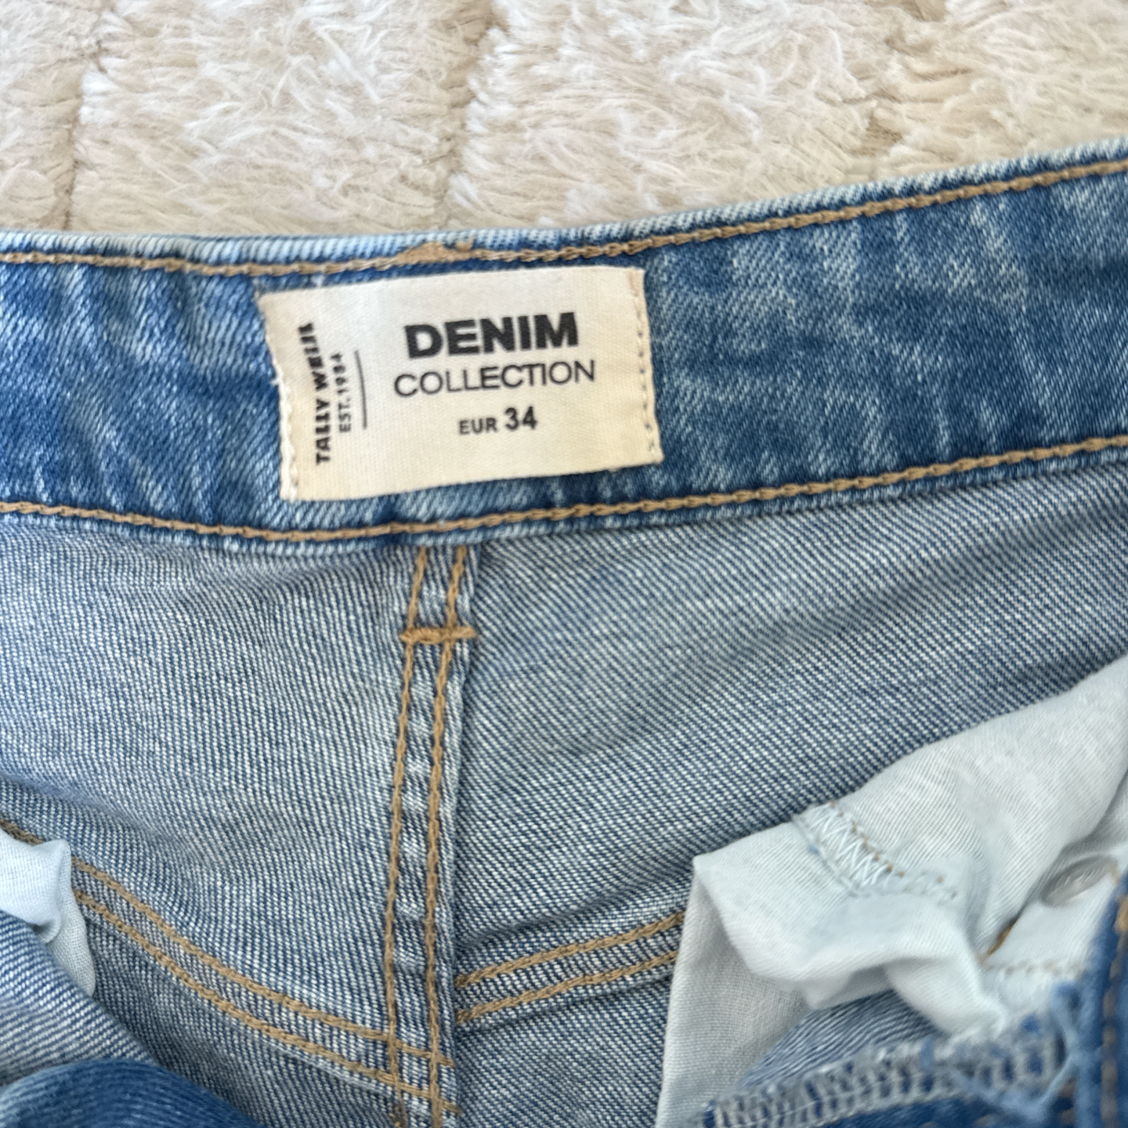 TALLY WEiJL
EST.1984
DENIM
COLLECTION
EUR 34